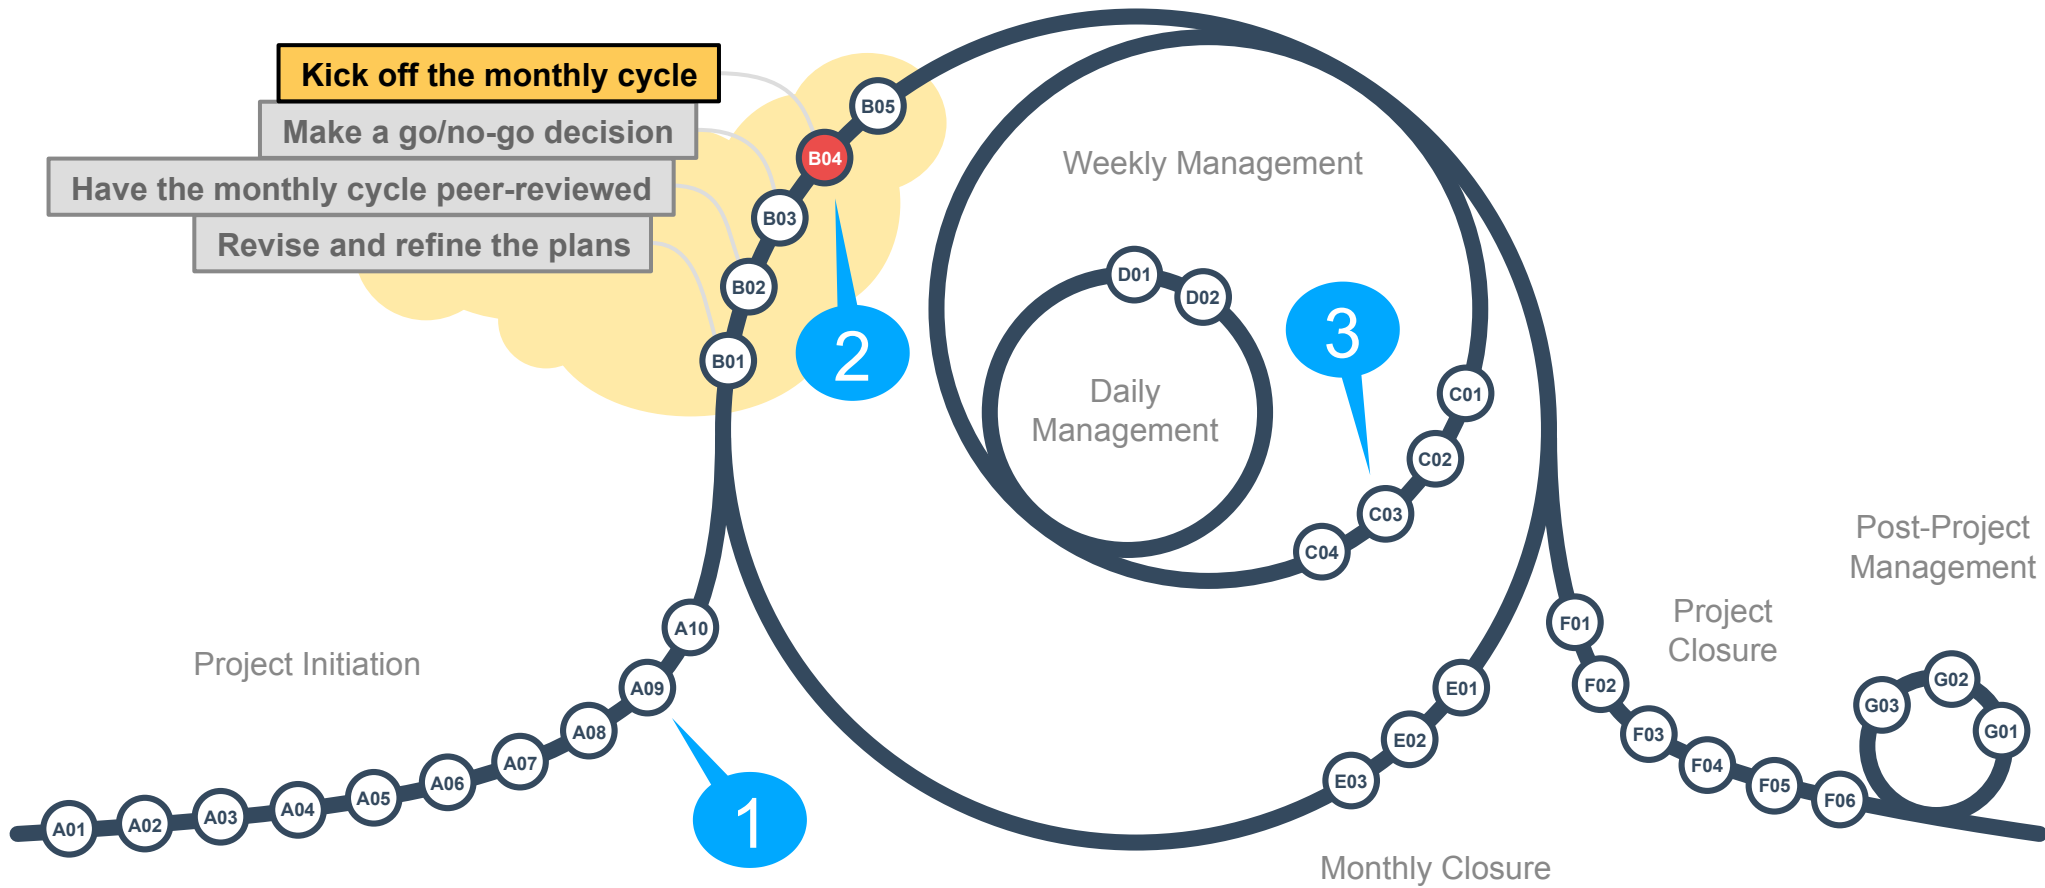 Kick off the monthly cycle
Make a go/no-go decision
Have the monthly cycle peer-reviewed
Revise and refine the plans
B05
B04
B03
B02
B01
2
Weekly Management
D01
D02
Daily
Management
3
C01
C02
C03
C04
Project Initiation
A10
A09
A08
A07
A06
A05
A04
A03
A02
A01
1
E01
E02
E03
Monthly Closure
Post-Project
Management
Project
Closure
F01
F02
F03
F04
F05
F06
G03
G02
G01